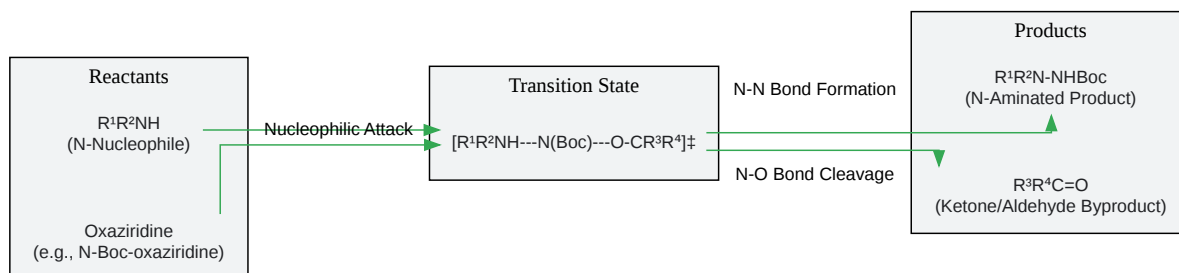 Reactants
R¹R²NH
(N-Nucleophile)
Oxaziridine
(e.g., N-Boc-oxaziridine)
Nucleophilic Attack
Transition State
[R¹R²NH---N(Boc)---O-CR³R⁴]‡
N-N Bond Formation
N-O Bond Cleavage
Products
R¹R²N-NHBoc
(N-Aminated Product)
R³R⁴C=O
(Ketone/Aldehyde Byproduct)